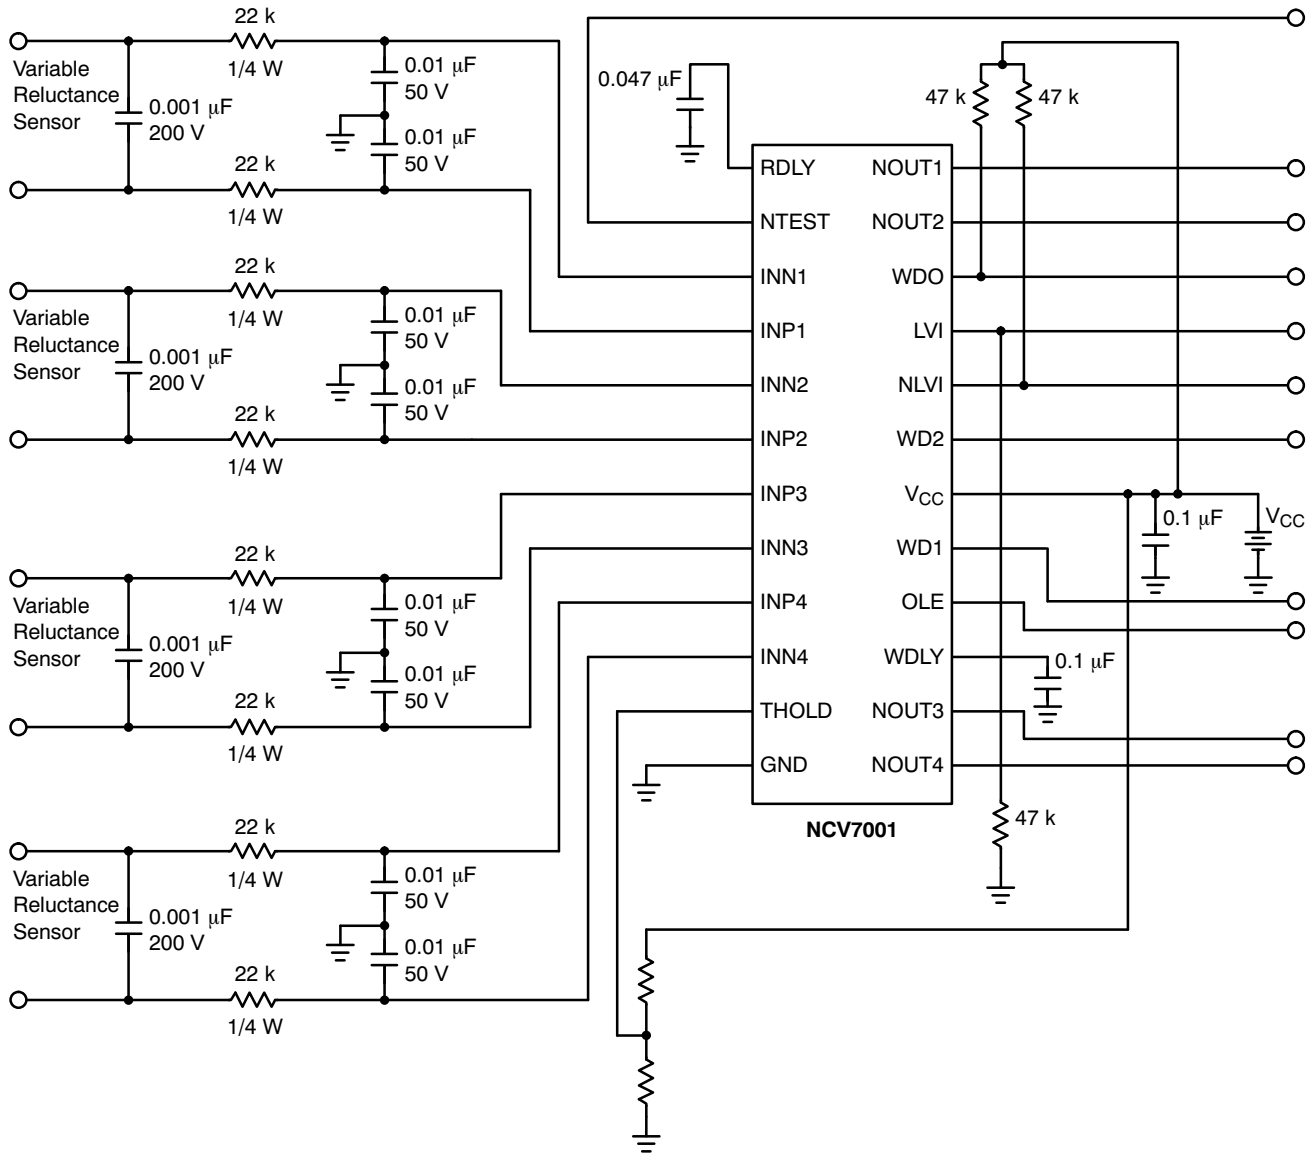 22 k
1/4 W
Variable
Reluctance
Sensor
0.001 μF
200 V
0.01 μF
50 V
0.01 μF
50 V
22 k
1/4 W
22 k
1/4 W
Variable
Reluctance
Sensor
0.001 μF
200 V
0.01 μF
50 V
0.01 μF
50 V
22 k
1/4 W
22 k
1/4 W
Variable
Reluctance
Sensor
0.001 μF
200 V
0.01 μF
50 V
0.01 μF
50 V
22 k
1/4 W
22 k
1/4 W
Variable
Reluctance
Sensor
0.001 μF
200 V
0.01 μF
50 V
0.01 μF
50 V
22 k
1/4 W
0.047 μF
47 k
47 k
RDLY
NTEST
INN1
INP1
INN2
INP2
INP3
INN3
INP4
INN4
THOLD
GND
NOUT1
NOUT2
WDO
LVI
NLVI
WD2
VCC
WD1
OLE
WDLY
NOUT3
NOUT4
NCV7001
0.1 μF
VCC
0.1 μF
47 k